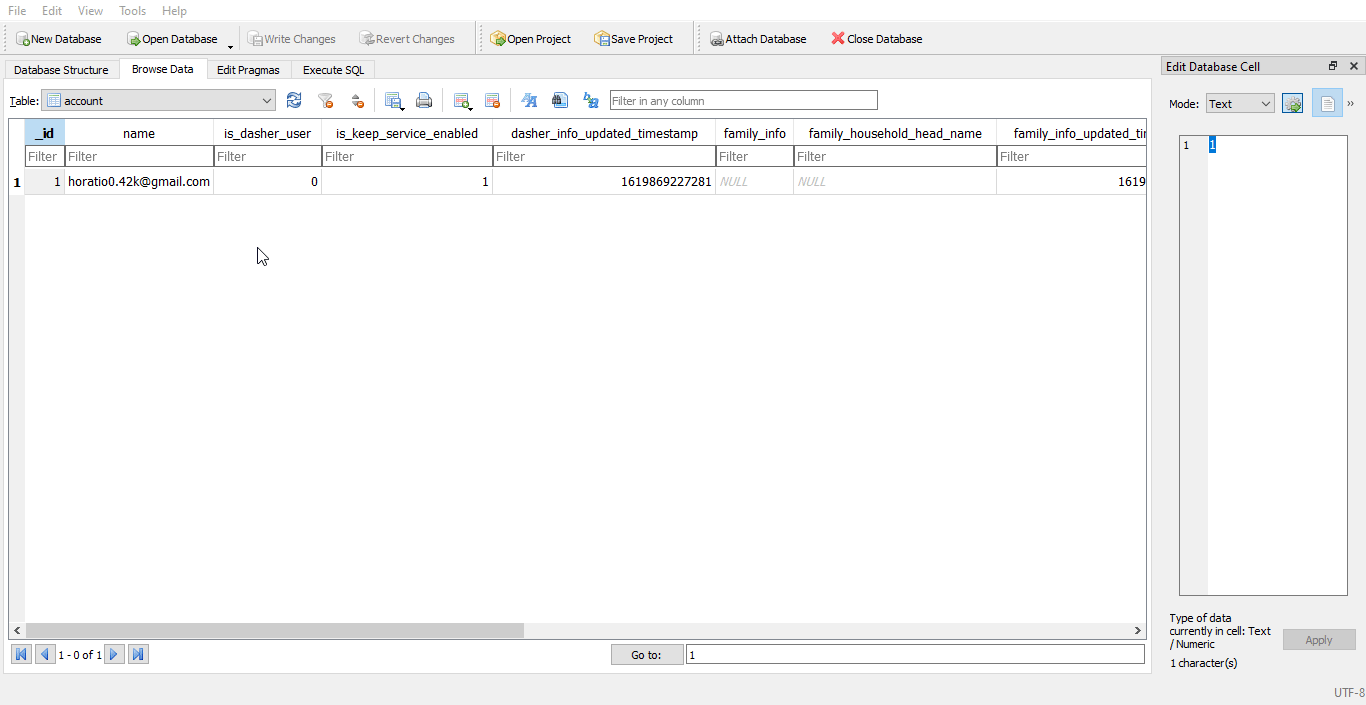 File Edit View Tools Help
New Database Open Database Write Changes Revert Changes Open Project Save Project Attach Database Close Database
Database Structure Browse Data Edit Pragmas Execute SQL
Table: account Filter in any column
_id name is_dasher_user is_keep_service_enabled dasher_info_updated_timestamp family_info family_household_head_name family_info_updated_tir
Filter Filter Filter Filter Filter Filter Filter Filter
1 1 horatio0.42k@gmail.com 0 1 1619869227281 NULL NULL 1619
1 - 0 of 1 Go to: 1
Edit Database Cell
Mode: Text
1 1
Type of data
currently in cell: Text
/ Numeric
Apply
1 character(s)
UTF-8